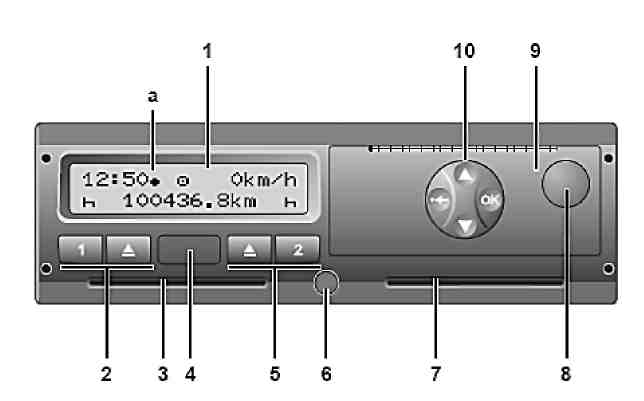 1 10 9
a
12:50● ⊙ 0km/h
h 100436.8km h
1 ▲ ▲ 2
OK
2 3 4 5 6 7 8